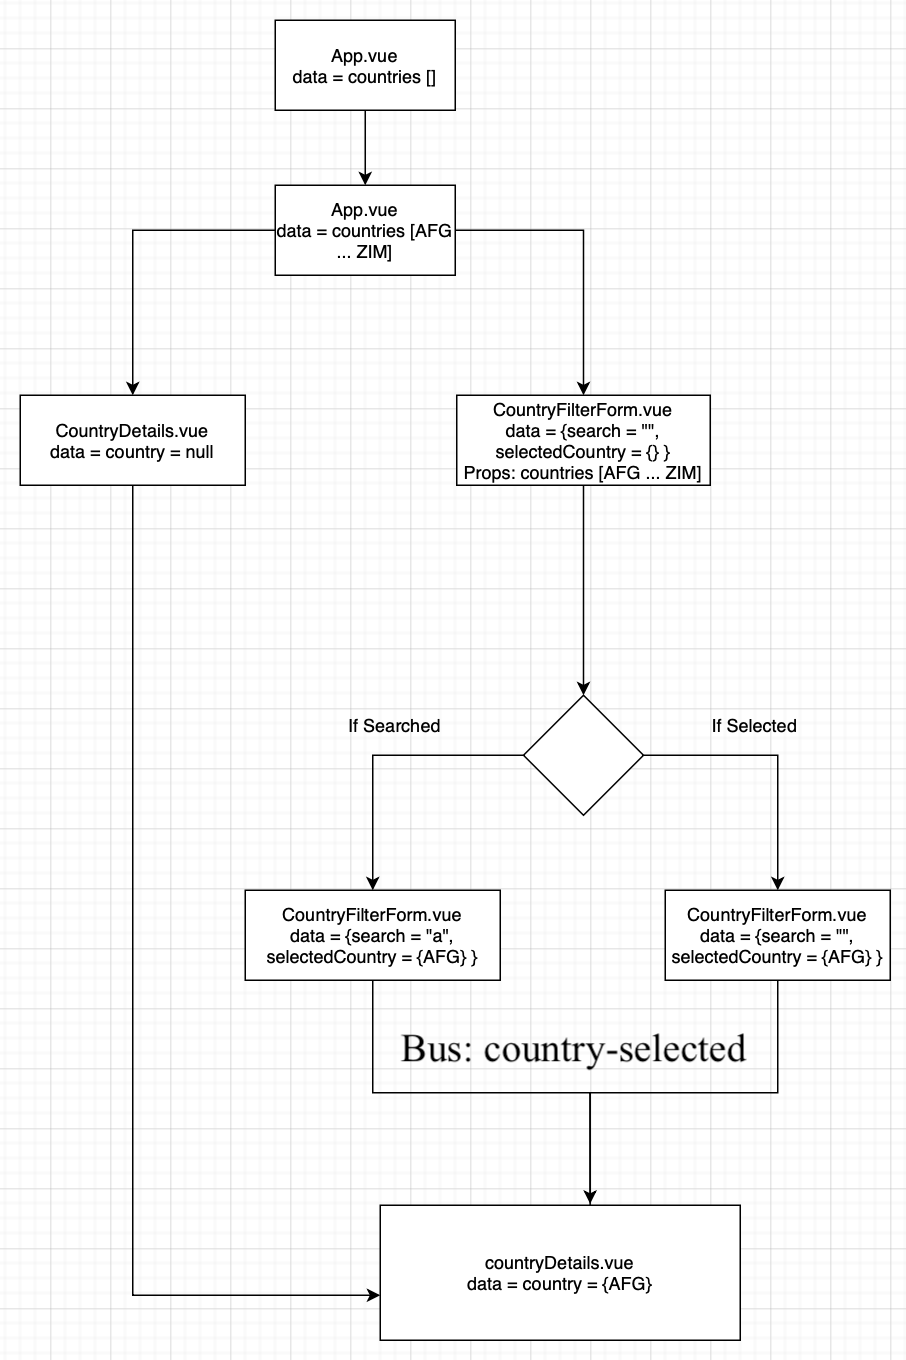 App.vue
data = countries []
App.vue
data = countries [AFG
... ZIM]
CountryDetails.vue
data = country = null
CountryFilterForm.vue
data = {search = "",
selectedCountry = {} }
Props: countries [AFG ... ZIM]
If Searched
If Selected
CountryFilterForm.vue
data = {search = "a",
selectedCountry = {AFG} }
CountryFilterForm.vue
data = {search = "",
selectedCountry = {AFG} }
Bus: country-selected
countryDetails.vue
data = country = {AFG}